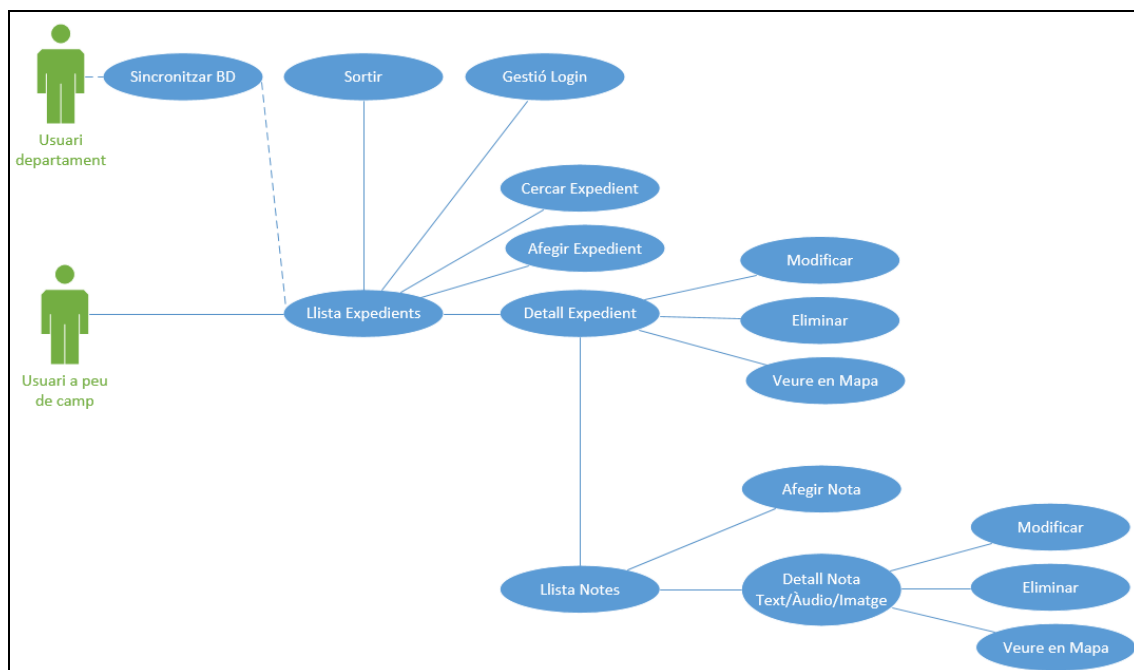 Sincronitzar BD
Sortir
Gestió Login
Usuari
departament
Cercar Expedient
Afegir Expedient
Modificar
Llista Expedients
Detall Expedient
Eliminar
Usuari a peu
de camp
Veure en Mapa
Afegir Nota
Modificar
Llista Notes
Detall Nota
Text/Àudio/Imatge
Eliminar
Veure en Mapa